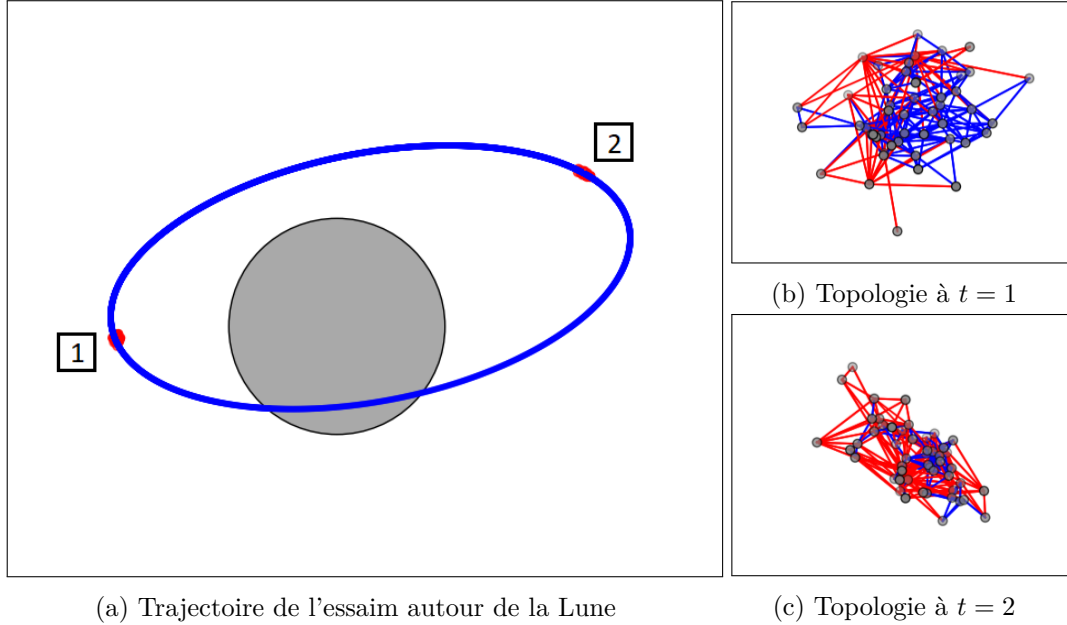 2
1
(a) Trajectoire de l'essaim autour de la Lune
(b) Topologie à t = 1
(c) Topologie à t = 2